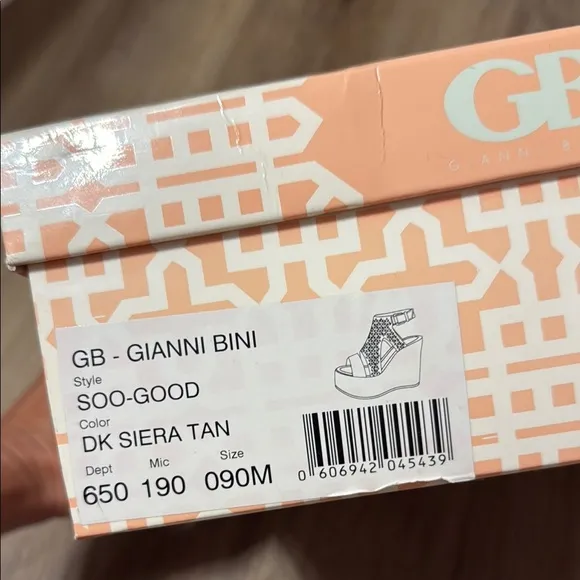 GB
GIANNI B
GB - GIANNI BINI
Style
SOO-GOOD
Color
DK SIERA TAN
Dept Mic Size
650 190 090M
0 606942 045439